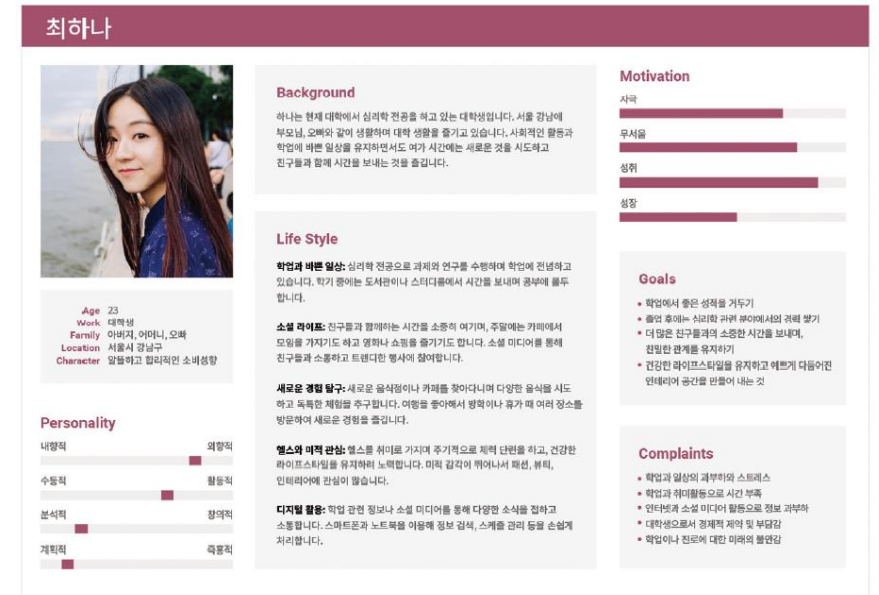 최하나
Age 23
Work 대학생
Family 아버지, 어머니, 오빠
Location 서울시 강남구
Character 알뜰하고 합리적인 소비성향
Personality
내향적 외향적
수동적 활동적
분석적 창의적
계획적 즉흥적
Background
하나는 현재 대학에서 심리학 전공을 하고 있는 대학생입니다. 서울 강남에
부모님, 오빠와 같이 생활하며 대학 생활을 즐기고 있습니다. 사회적인 활동과
학업에 바쁜 일상을 유지하면서도 여가 시간에는 새로운 것을 시도하고
친구들과 함께 시간을 보내는 것을 즐깁니다.
Life Style
학업과 바쁜 일상: 심리학 전공으로 과제와 연구를 수행하며 학업에 전념하고
있습니다. 학기 중에는 도서관이나 스터디룸에서 시간을 보내며 공부에 몰두
합니다.
소셜 라이프: 친구들과 함께하는 시간을 소중히 여기며, 주말에는 카페에서
모임을 가지기도 하고 영화나 쇼핑을 즐기기도 합니다. 소셜 미디어를 통해
친구들과 소통하고 트렌디한 행사에 참여합니다.
새로운 경험 탐구: 새로운 음식점이나 카페를 찾아다니며 다양한 음식을 시도
하고 독특한 체험을 추구합니다. 여행을 좋아해서 방학이나 휴가 때 여러 장소를
방문하여 새로운 경험을 즐깁니다.
헬스와 미적 관심: 헬스를 취미로 가지며 주기적으로 체력 단련을 하고, 건강한
라이프스타일을 유지하려 노력합니다. 미적 감각이 뛰어나서 패션, 뷰티,
인테리어에 관심이 많습니다.
디지털 활용: 학업 관련 정보나 소셜 미디어를 통해 다양한 소식을 접하고
소통합니다. 스마트폰과 노트북을 이용해 정보 검색, 스케줄 관리 등을 손쉽게
처리합니다.
Motivation
자극
무서움
성취
성장
Goals
• 학업에서 좋은 성적을 거두기
• 졸업 후에는 심리학 관련 분야에서의 경력 쌓기
• 더 많은 친구들과의 소중한 시간을 보내며,
친밀한 관계를 유지하기
• 건강한 라이프스타일을 유지하고 예쁘게 다듬어진
인테리어 공간을 만들어 내는 것
Complaints
• 학업과 일상의 과부하와 스트레스
• 학업과 취미활동으로 시간 부족
• 인터넷과 소셜 미디어 활동으로 정보 과부하
• 대학생으로서 경제적 제약 및 부담감
• 학업이나 진로에 대한 미래의 불안감